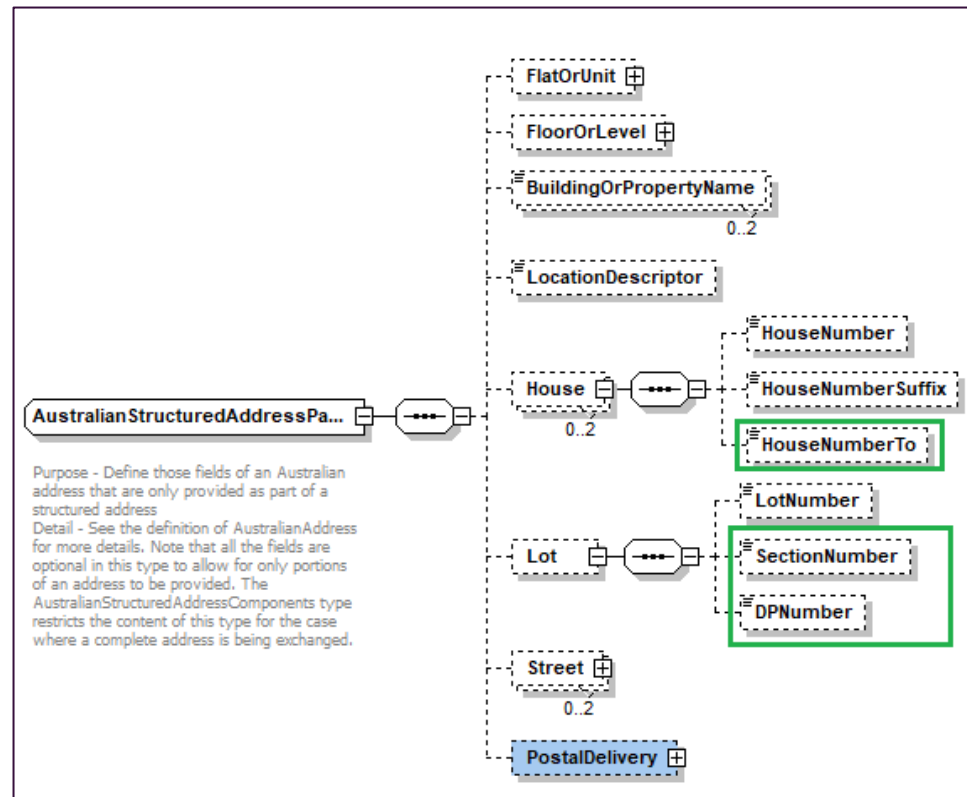 FlatOrUnit
FloorOrLevel
BuildingOrPropertyName
0..2
LocationDescriptor
HouseNumber
House
HouseNumberSuffix
0..2
AustralianStructuredAddressPa...
HouseNumberTo
Purpose - Define those fields of an Australian
address that are only provided as part of a
structured address
Detail - See the definition of AustralianAddress
for more details. Note that all the fields are
optional in this type to allow for only portions
of an address to be provided. The
AustralianStructuredAddressComponents type
restricts the content of this type for the case
where a complete address is being exchanged.
LotNumber
Lot
SectionNumber
DPNumber
Street
0..2
PostalDelivery